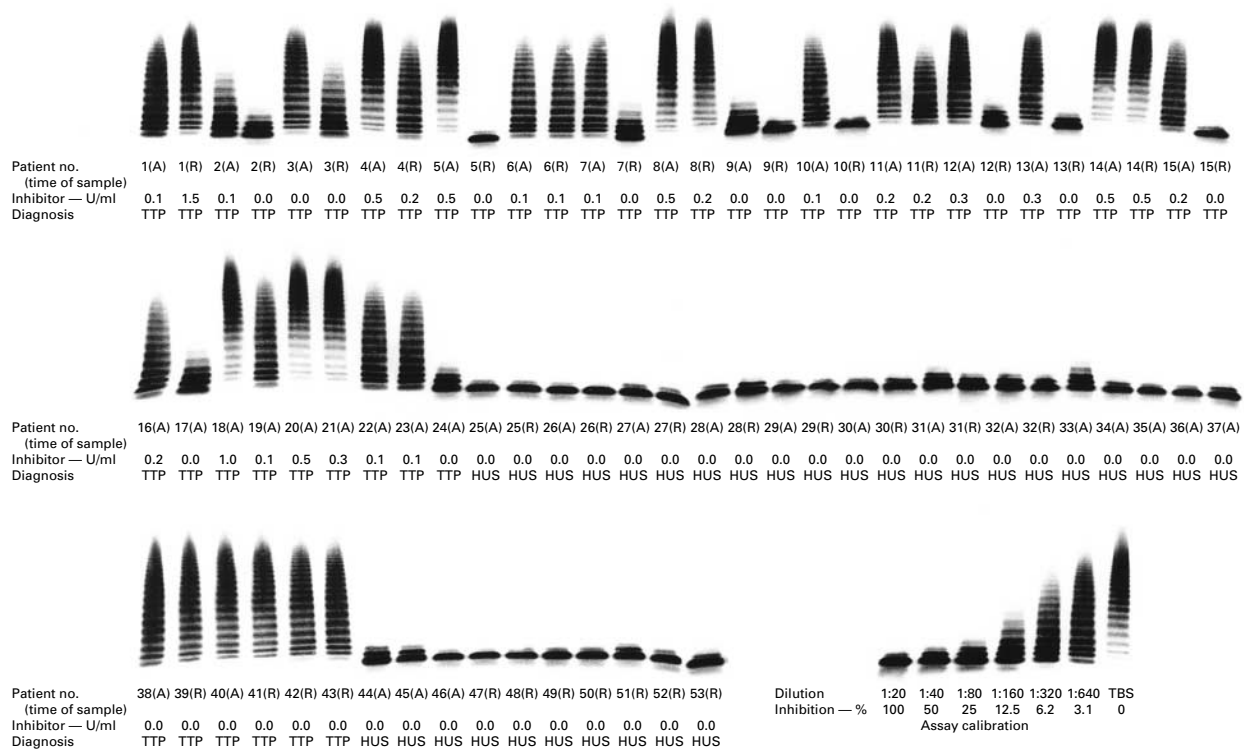 Patient no. 1(A) 1(R) 2(A) 2(R) 3(A) 3(R) 4(A) 4(R) 5(A) 5(R) 6(A) 6(R) 7(A) 7(R) 8(A) 8(R) 9(A) 9(R) 10(A) 10(R) 11(A) 11(R) 12(A) 12(R) 13(A) 13(R) 14(A) 14(R) 15(A) 15(R)
(time of sample)
Inhibitor — U/ml 0.1 1.5 0.1 0.0 0.0 0.0 0.5 0.2 0.5 0.0 0.1 0.1 0.1 0.0 0.5 0.2 0.0 0.0 0.1 0.0 0.2 0.2 0.3 0.0 0.3 0.0 0.5 0.5 0.2 0.0
Diagnosis TTP TTP TTP TTP TTP TTP TTP TTP TTP TTP TTP TTP TTP TTP TTP TTP TTP TTP TTP TTP TTP TTP TTP TTP TTP TTP TTP TTP TTP TTP
Patient no. 16(A) 17(A) 18(A) 19(A) 20(A) 21(A) 22(A) 23(A) 24(A) 25(A) 25(R) 26(A) 26(R) 27(A) 27(R) 28(A) 28(R) 29(A) 29(R) 30(A) 30(R) 31(A) 31(R) 32(A) 32(R) 33(A) 34(A) 35(A) 36(A) 37(A)
(time of sample)
Inhibitor — U/ml 0.2 0.0 1.0 0.1 0.5 0.3 0.1 0.1 0.0 0.0 0.0 0.0 0.0 0.0 0.0 0.0 0.0 0.0 0.0 0.0 0.0 0.0 0.0 0.0 0.0 0.0 0.0 0.0 0.0 0.0
Diagnosis TTP TTP TTP TTP TTP TTP TTP TTP TTP HUS HUS HUS HUS HUS HUS HUS HUS HUS HUS HUS HUS HUS HUS HUS HUS HUS HUS HUS HUS HUS
Patient no. 38(A) 39(R) 40(A) 41(R) 42(R) 43(R) 44(A) 45(A) 46(A) 47(R) 48(R) 49(R) 50(R) 51(R) 52(R) 53(R)
(time of sample)
Inhibitor — U/ml 0.0 0.0 0.0 0.0 0.0 0.0 0.0 0.0 0.0 0.0 0.0 0.0 0.0 0.0 0.0 0.0
Diagnosis TTP TTP TTP TTP TTP TTP HUS HUS HUS HUS HUS HUS HUS HUS HUS HUS
Dilution 1:20 1:40 1:80 1:160 1:320 1:640 TBS
Inhibition — % 100 50 25 12.5 6.2 3.1 0
Assay calibration